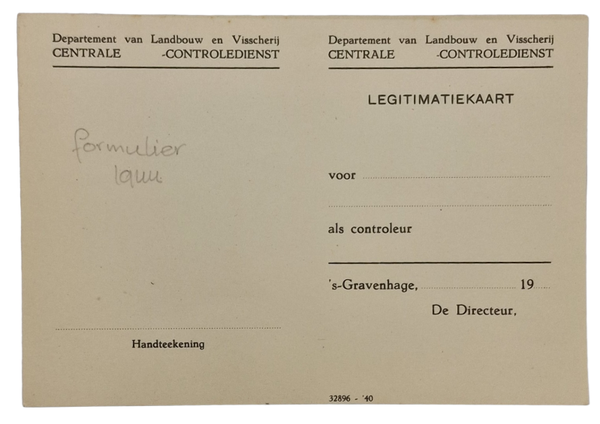 Departement van Landbouw en Visscherij
CENTRALE -CONTROLEDIENST
formulier
1944
Handteekening
Departement van Landbouw en Visscherij
CENTRALE -CONTROLEDIENST
LEGITIMATIEKAART
voor
als controleur
's-Gravenhage, 19
De Directeur,
32896 - '40